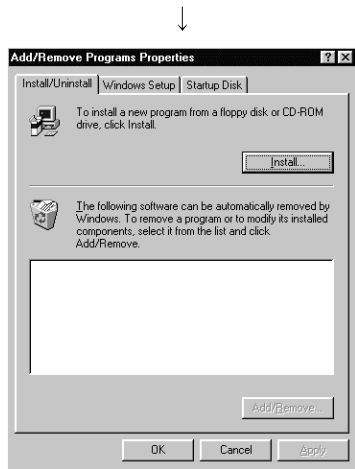 ↓
Add/Remove Programs Properties
Install/Uninstall Windows Setup Startup Disk
To install a new program from a floppy disk or CD-ROM
drive, click Install.
Install...
The following software can be automatically removed by
Windows. To remove a program or to modify its installed
components, select it from the list and click
Add/Remove.
Add/Remove...
OK Cancel Apply